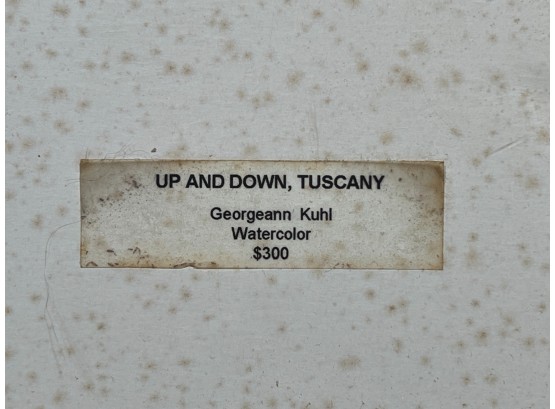 UP AND DOWN, TUSCANY
Georgeann Kuhl
Watercolor
$300